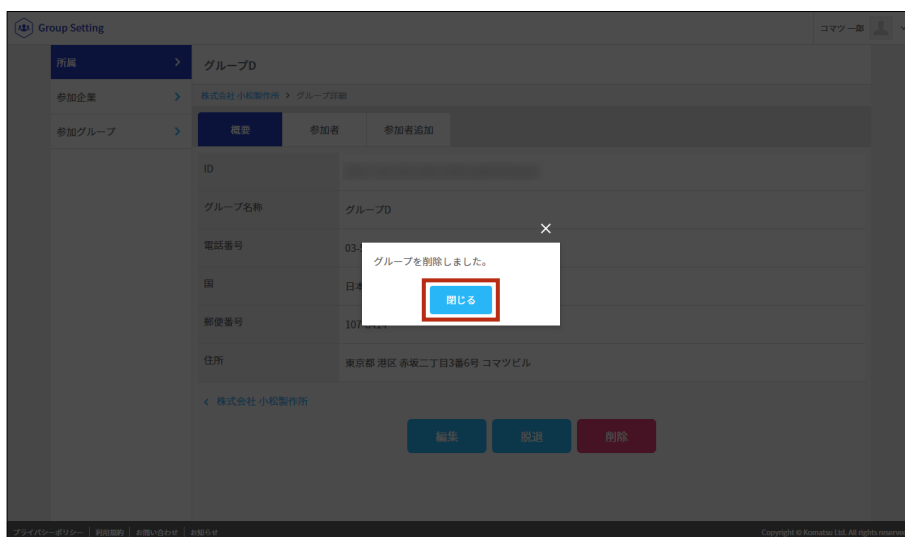 Group Setting
コマツ 一郎
所属
参加企業
参加グループ
グループD
株式会社 小松製作所 > グループ詳細
概要 参加者 参加者追加
ID
グループ名称 グループD
電話番号 03-
国 日本
郵便番号 107-8414
住所 東京都 港区 赤坂二丁目3番6号 コマツビル
グループを削除しました。
閉じる
< 株式会社 小松製作所
編集 脱退 削除
プライバシーポリシー | 利用規約 | お問い合わせ | お知らせ
Copyright © Komatsu Ltd. All rights reserved